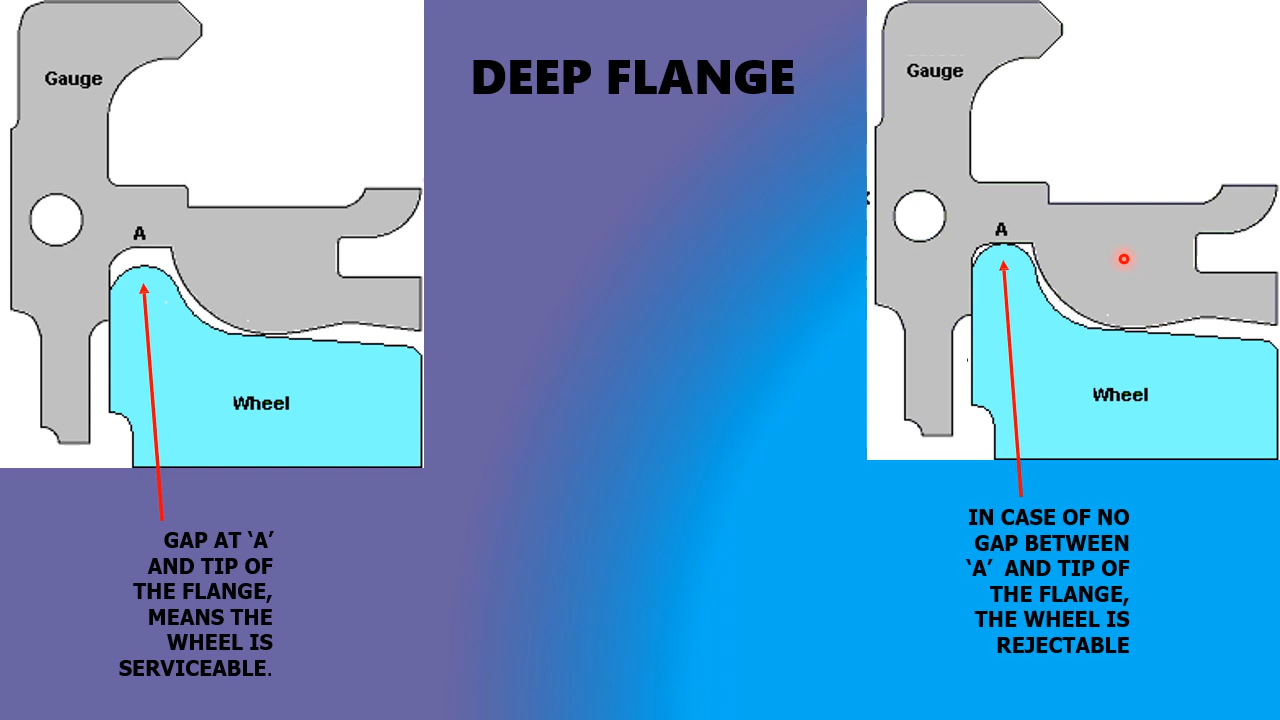 DEEP FLANGE
Gauge
A
Wheel
GAP AT ‘A’
AND TIP OF
THE FLANGE,
MEANS THE
WHEEL IS
SERVICEABLE.
Gauge
A
Wheel
IN CASE OF NO
GAP BETWEEN
‘A’ AND TIP OF
THE FLANGE,
THE WHEEL IS
REJECTABLE